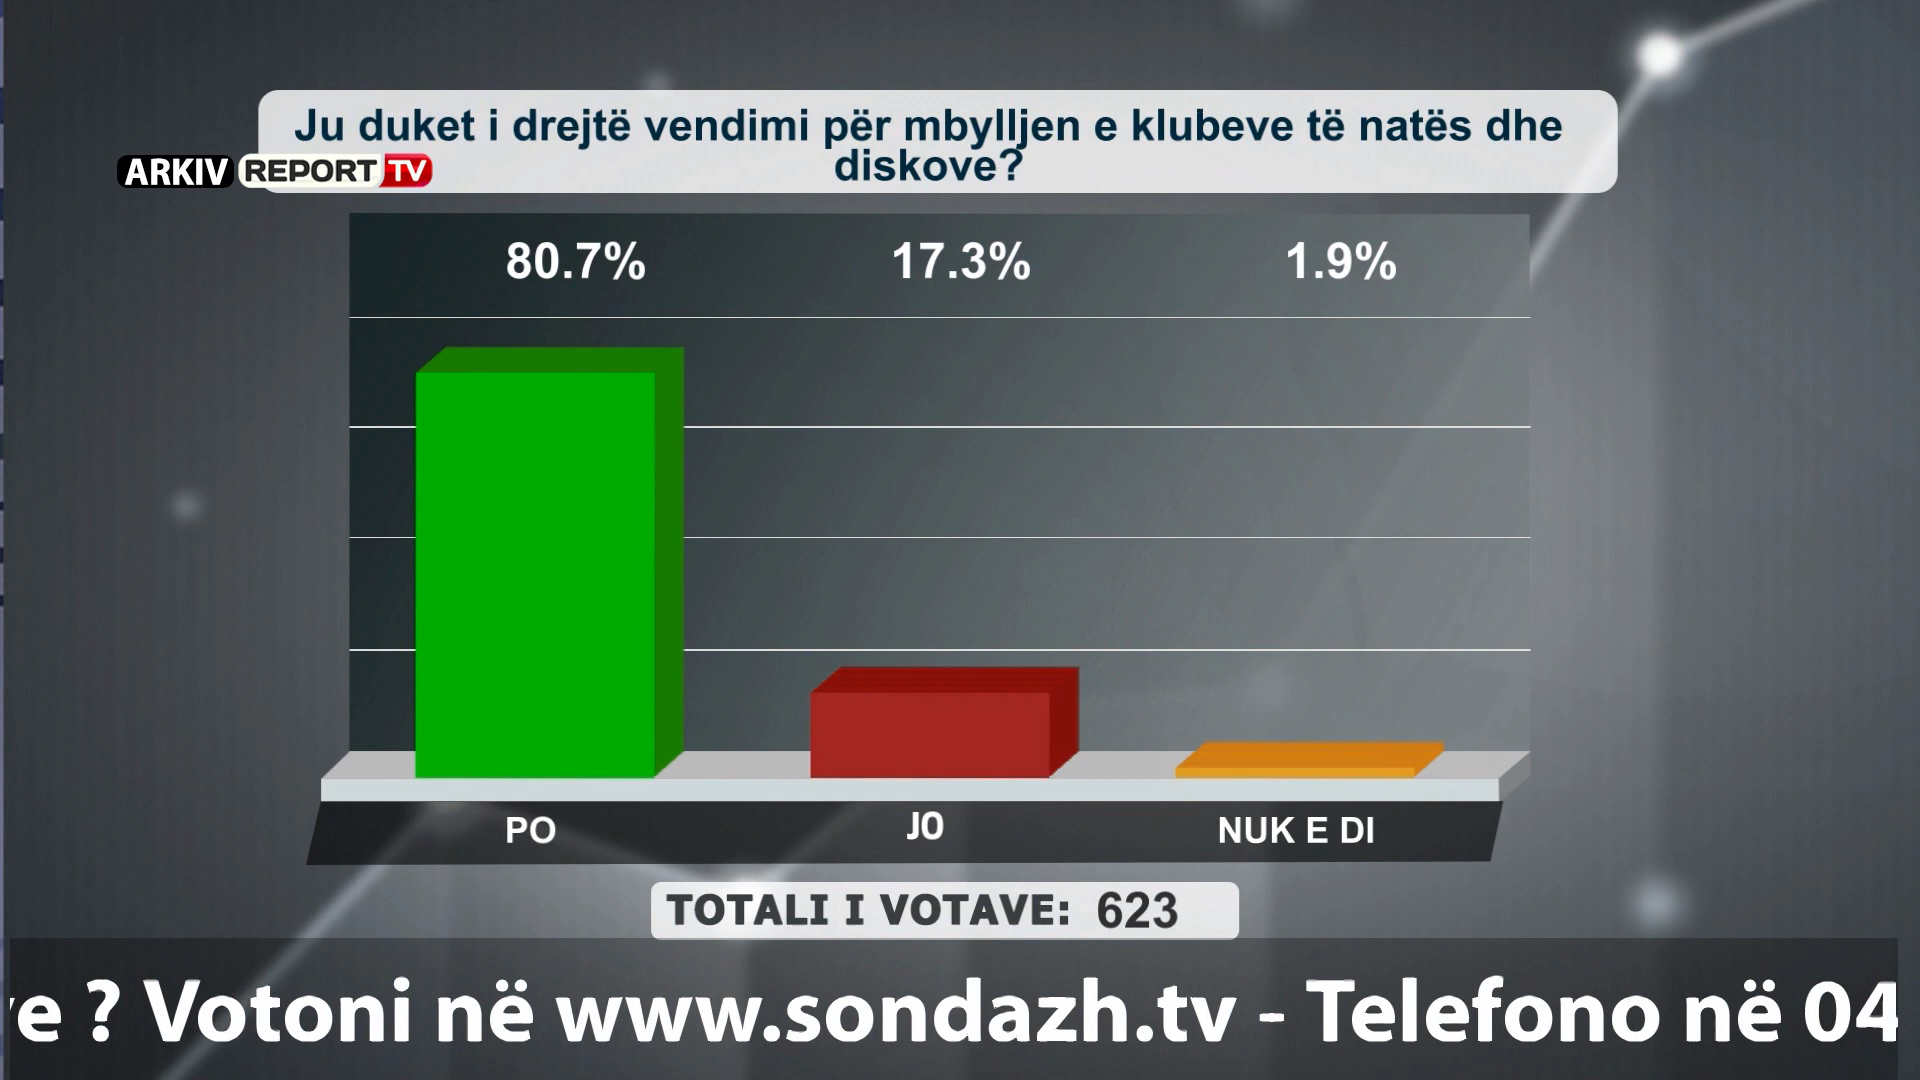 Ju duket i drejtë vendimi për mbylljen e klubeve të natës dhe
diskove?
ARKIV REPORT TV
80.7% 17.3% 1.9%
PO JO NUK E DI
TOTALI I VOTAVE: 623
ve ? Votoni në www.sondazh.tv - Telefono në 04